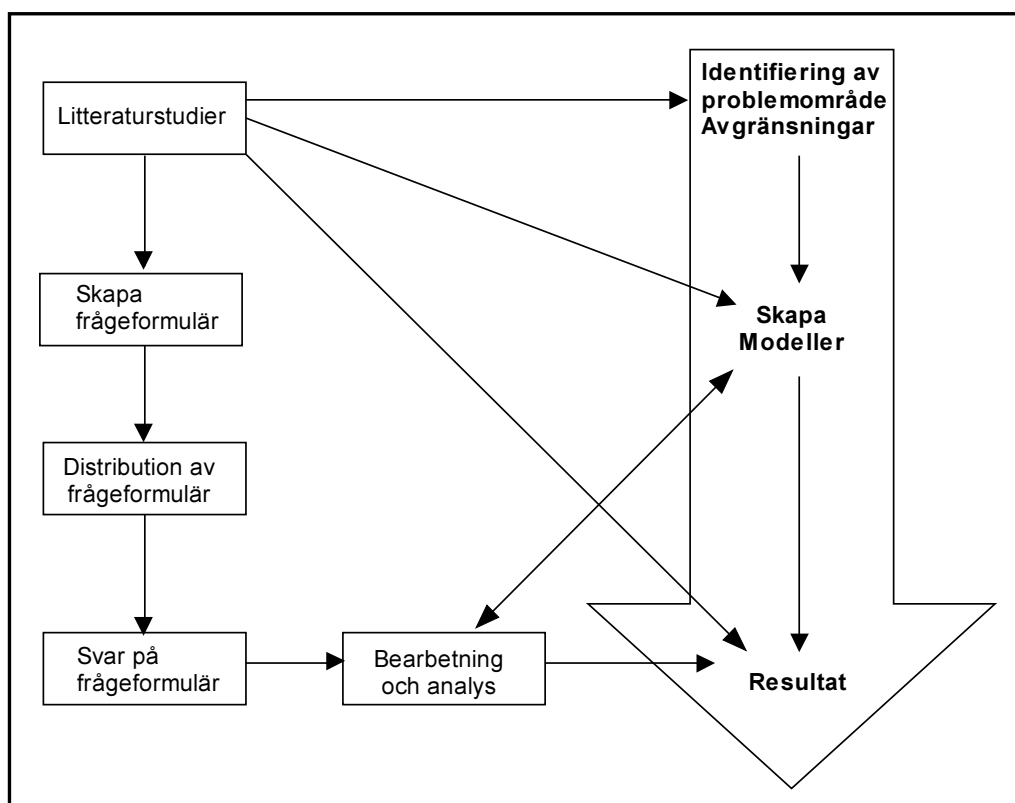 Litteraturstudier
Identifiering av
problemområde
Avgränsningar
Skapa
frågeformulär
Skapa
Modeller
Distribution av
frågeformulär
Svar på
frågeformulär
Bearbetning
och analys
Resultat